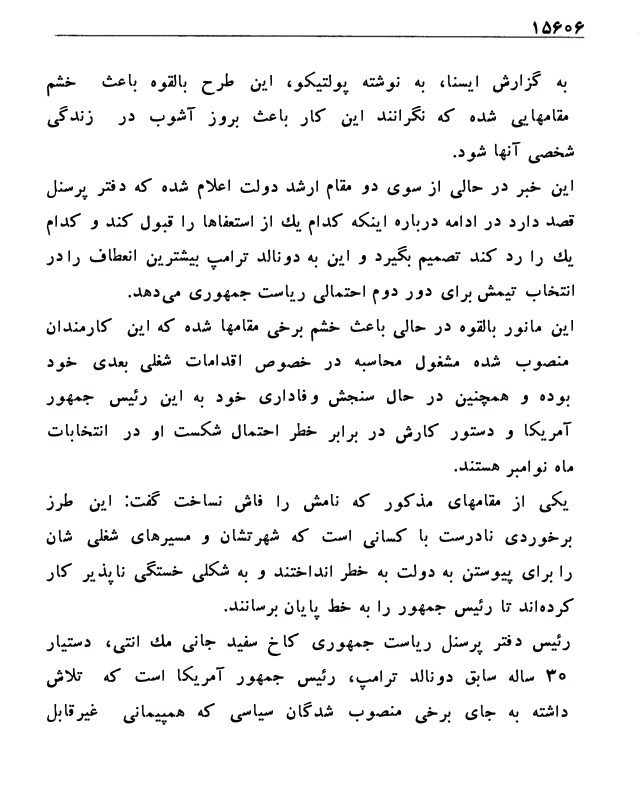 ۱۵۶۰۶
به گزارش ایسنا، به نوشته پولتیکو، این طرح بالقوه باعث خشم
مقامهایی شده که نگرانند این کار باعث بروز آشوب در زندگی
شخصی آنها شود.
این خبر در حالی از سوی دو مقام ارشد دولت اعلام شده که دفتر پرسنل
قصد دارد در ادامه درباره اینکه کدام یك از استعفاها را قبول کند و کدام
یك را رد کند تصمیم بگیرد و این به دونالد ترامپ بیشترین انعطاف را در
انتخاب تیمش برای دور دوم احتمالی ریاست جمهوری می‌دهد.
این مانور بالقوه در حالی باعث خشم برخی مقامها شده که این کارمندان
منصوب شده مشغول محاسبه در خصوص اقدامات شغلی بعدی خود
بوده و همچنین در حال سنجش وفاداری خود به این رئیس جمهور
آمریکا و دستور کارش در برابر خطر احتمال شکست او در انتخابات
ماه نوامبر هستند.
یکی از مقامهای مذکور که نامش را فاش نساخت گفت: این طرز
برخوردی نادرست با کسانی است که شهرتشان و مسیرهای شغلی شان
را برای پیوستن به دولت به خطر انداختند و به شکلی خستگی ناپذیر کار
کرده‌اند تا رئیس جمهور را به خط پایان برسانند.
رئیس دفتر پرسنل ریاست جمهوری کاخ سفید جانی مك انتی، دستیار
۳۰ ساله سابق دونالد ترامپ، رئیس جمهور آمریکا است که تلاش
داشته به جای برخی منصوب شدگان سیاسی که همپیمانی غیرقابل